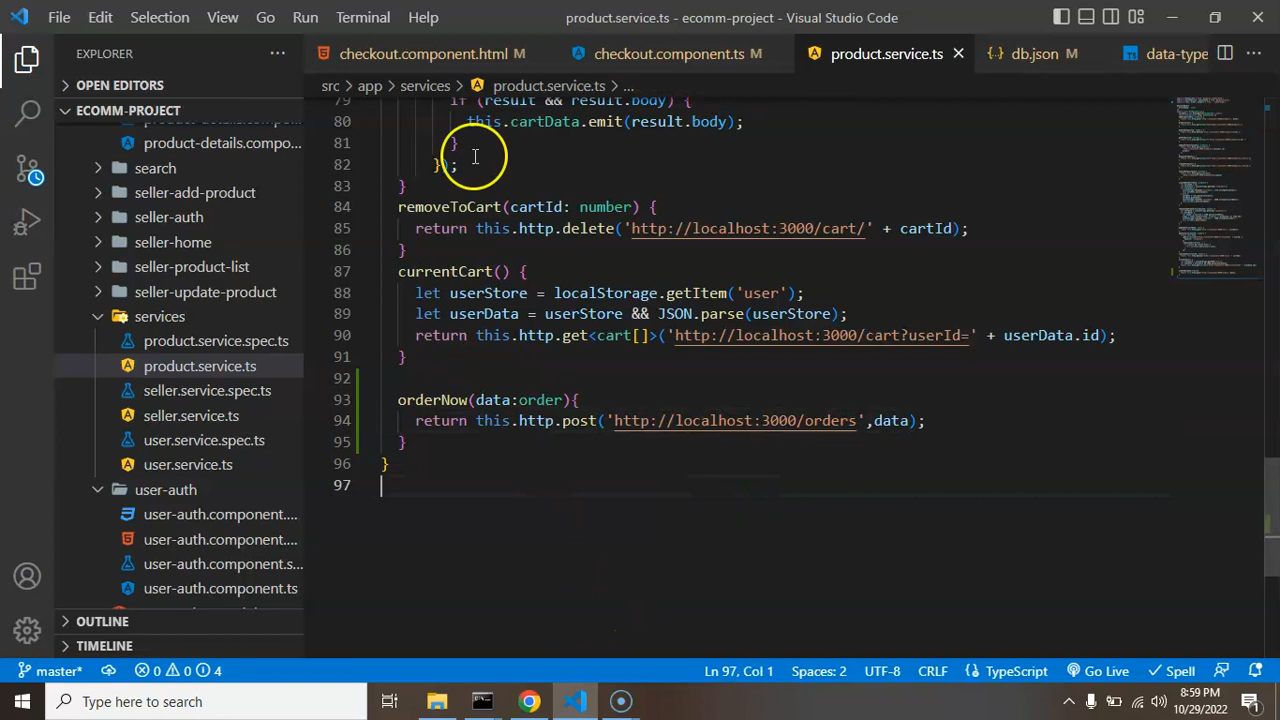 File Edit Selection View Go Run Terminal Help product.service.ts - ecomm-project - Visual Studio Code
EXPLORER
checkout.component.html M checkout.component.ts M product.service.ts db.json M data-type
OPEN EDITORS
src > app > services > product.service.ts > ...
ECOMM-PROJECT
product-details.compo...
search
seller-add-product
seller-auth
seller-home
seller-product-list
seller-update-product
services
product.service.spec.ts
product.service.ts
seller.service.spec.ts
seller.service.ts
user.service.spec.ts
user.service.ts
user-auth
user-auth.component....
user-auth.component....
user-auth.component.s...
user-auth.component.ts
OUTLINE
TIMELINE
79 if (result && result.body) {
80 this.cartData.emit(result.body);
81 }
82 });
83 }
84 removeToCart(cartId: number) {
85 return this.http.delete('http://localhost:3000/cart/' + cartId);
86 }
87 currentCart() {
88 let userStore = localStorage.getItem('user');
89 let userData = userStore && JSON.parse(userStore);
90 return this.http.get<cart[]>('http://localhost:3000/cart?userId=' + userData.id);
91 }
92
93 orderNow(data:order){
94 return this.http.post('http://localhost:3000/orders',data);
95 }
96 }
97
master* 0 0 4 Ln 97, Col 1 Spaces: 2 UTF-8 CRLF TypeScript Go Live Spell
Type here to search
8:59 PM
10/29/2022
1